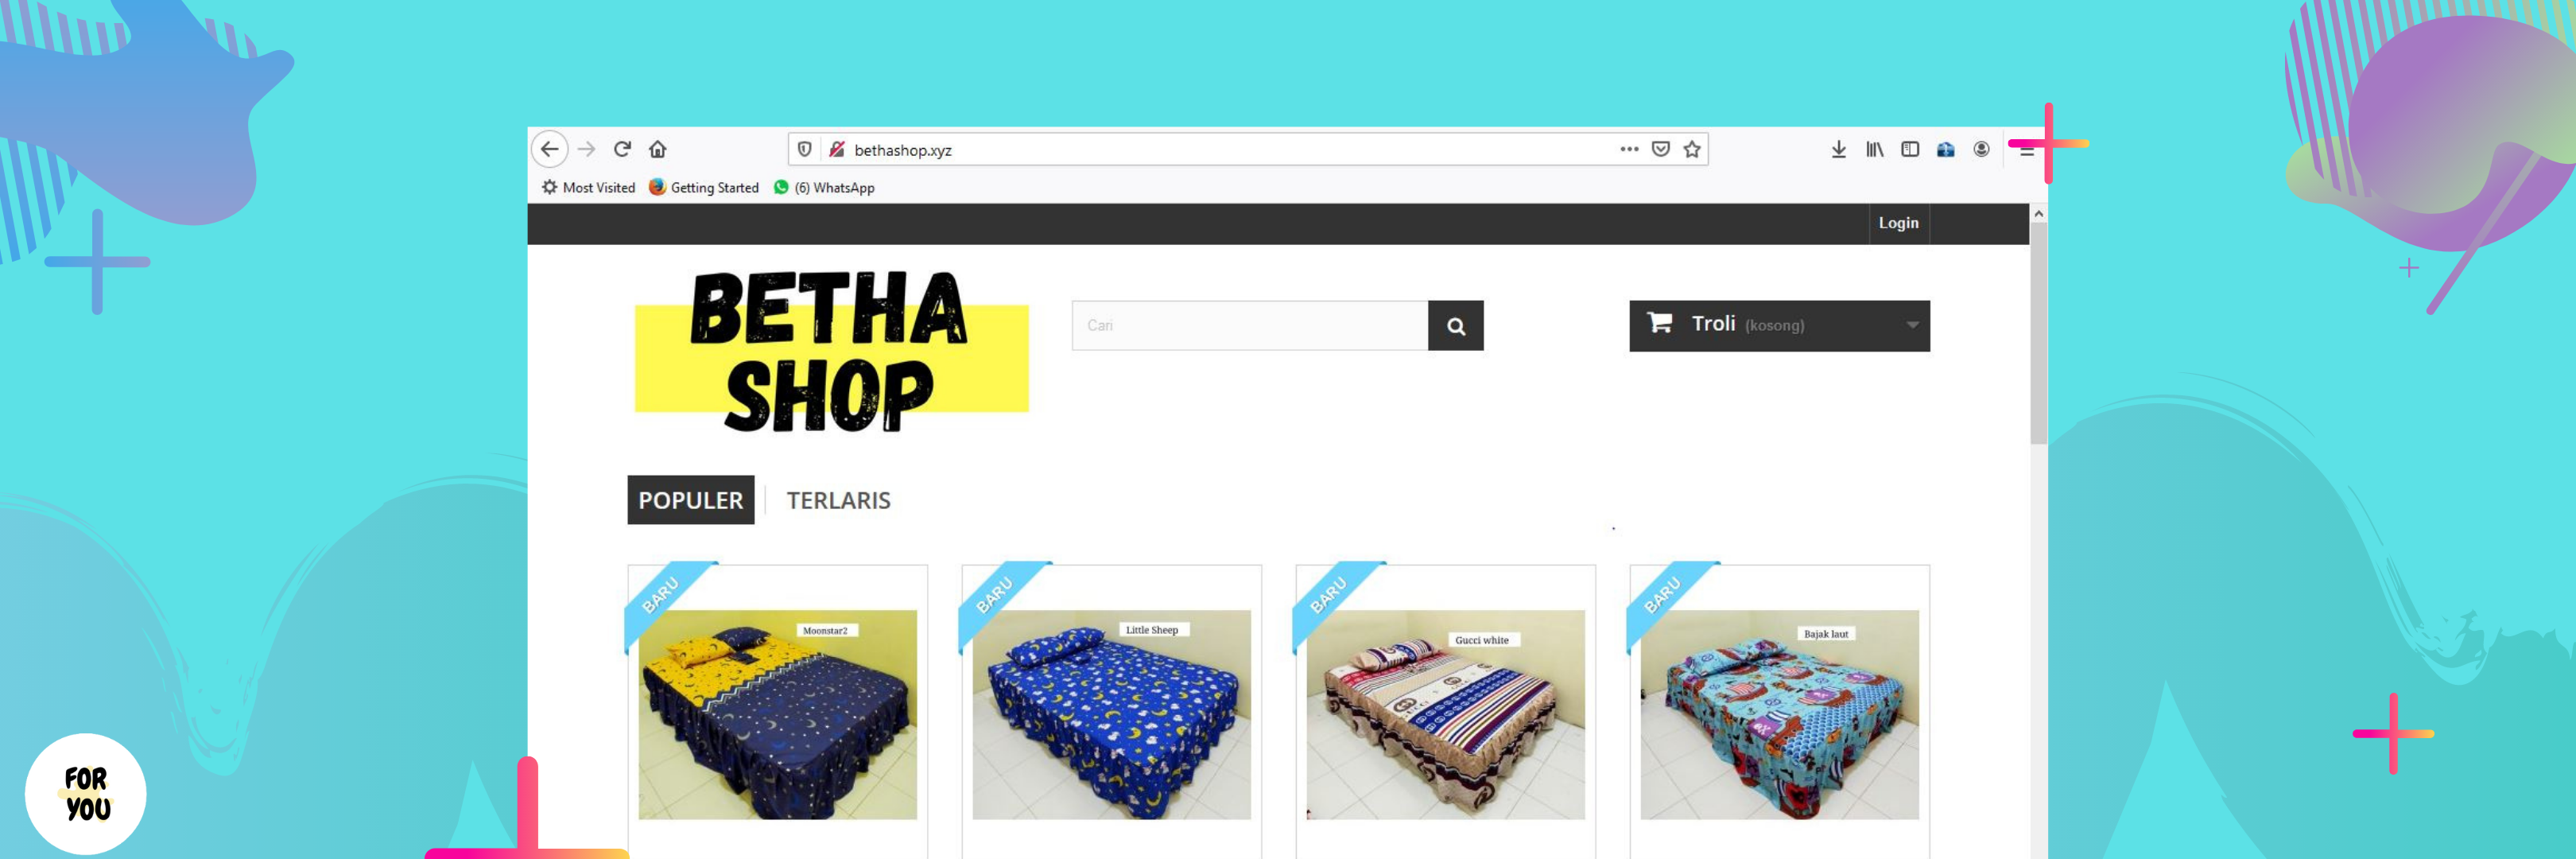 bethashop.xyz
Most Visited
Getting Started
(6) WhatsApp
Login
BETHA
SHOP
Cari
Troli (kosong)
POPULER
TERLARIS
BARU
BARU
BARU
BARU
Moonstar2
Little Sheep
Gucci white
Bajak laut
FOR
YOU